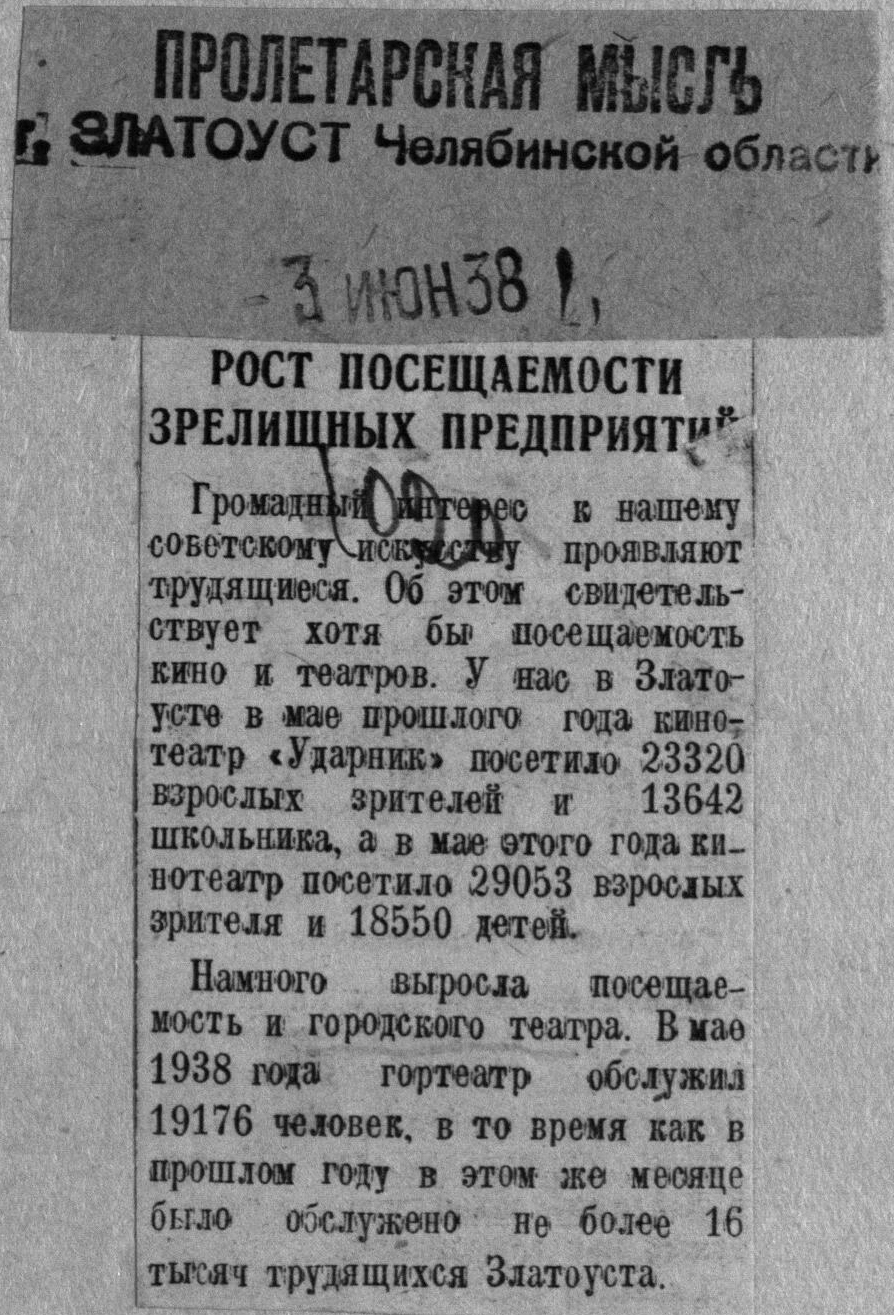 ПРОЛЕТАРСКАЯ МЫСЛЬ
г. ЗЛАТОУСТ Челябинской области
- 3 ИЮН 38
РОСТ ПОСЕЩАЕМОСТИ
ЗРЕЛИЩНЫХ ПРЕДПРИЯТИЙ
Громадный интерес к нашему
советскому искусству проявляют
трудящиеся. Об этом свидетель-
ствует хотя бы посещаемость
кино и театров. У нас в Злато-
усте в мае прошлого года кино-
театр «Ударник» посетило 23320
взрослых зрителей и 13642
школьника, а в мае этого года ки-
нотеатр посетило 29053 взрослых
зрителя и 18550 детей.
Намного выросла посещае-
мость и городского театра. В мае
1938 года гортеатр обслужил
19176 человек, в то время как в
прошлом году в этом же месяце
было обслужено не более 16
тысяч трудящихся Златоуста.